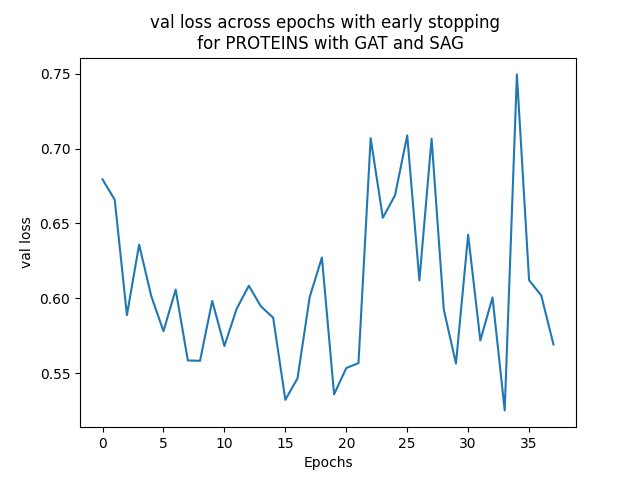 val loss across epochs with early stopping
for PROTEINS with GAT and SAG
0.75
0.70
0.65
0.60
0.55
val loss
0 5 10 15 20 25 30 35
Epochs